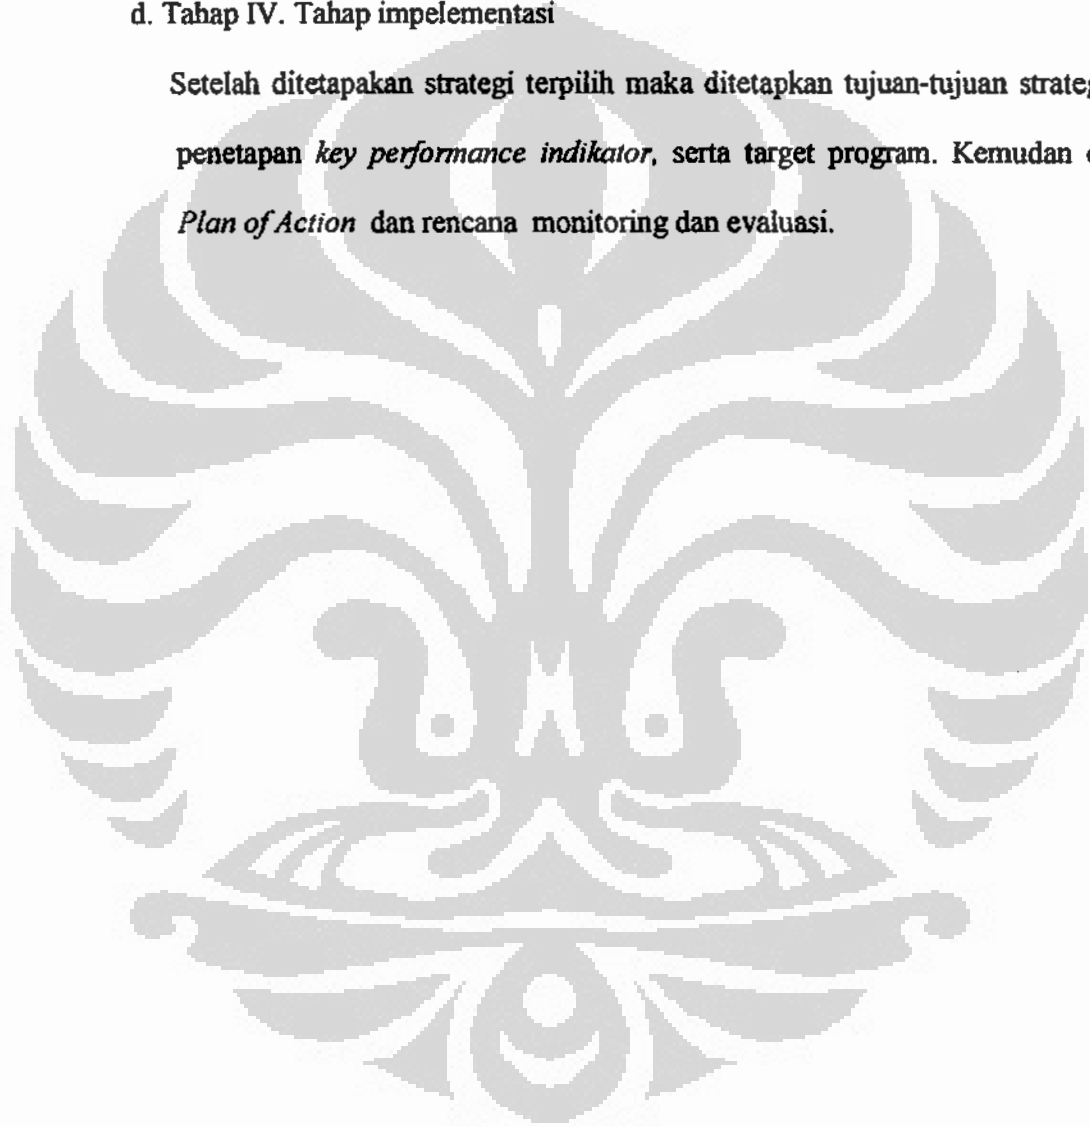 d. Tahap IV. Tahap impelementasi
Setelah ditetapakan strategi terpilih maka ditetapkan tujuan-tujuan strateg
penetapan key performance indikator, serta target program. Kemudan
Plan of Action dan rencana monitoring dan evaluasi.